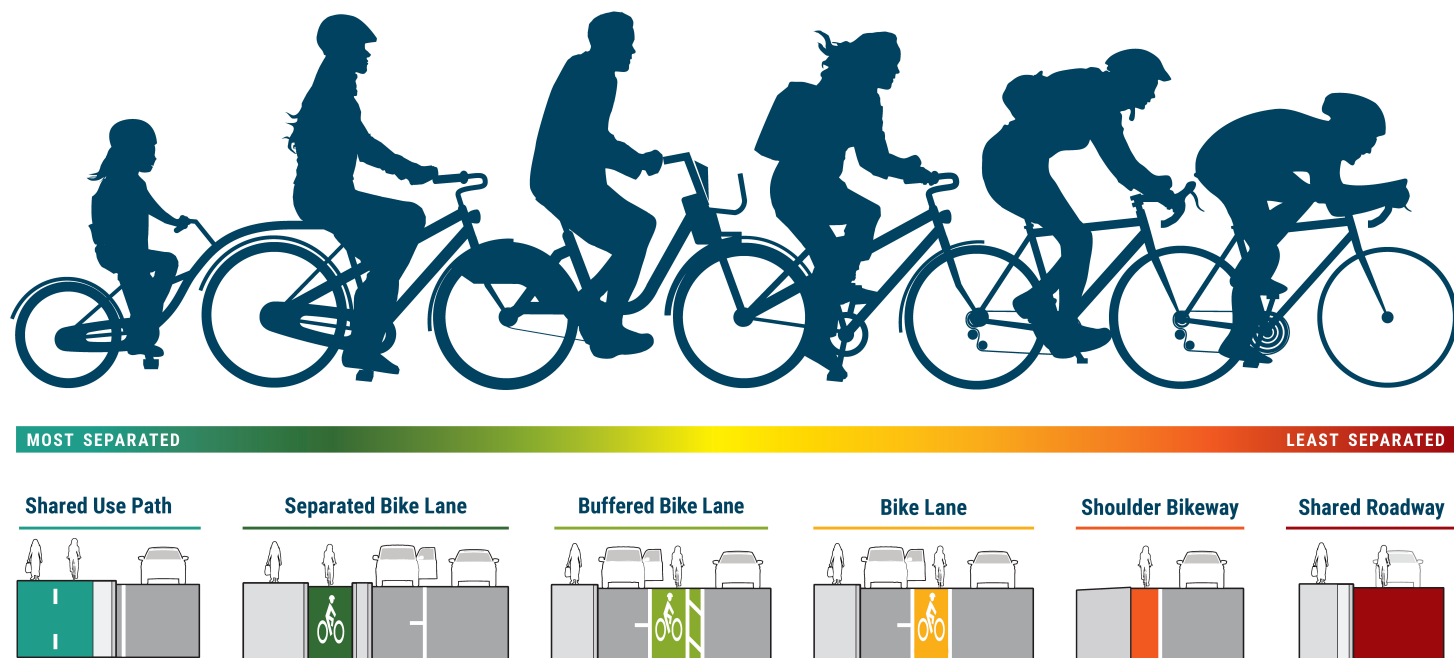 MOST SEPARATED
LEAST SEPARATED
Shared Use Path
Separated Bike Lane
Buffered Bike Lane
Bike Lane
Shoulder Bikeway
Shared Roadway